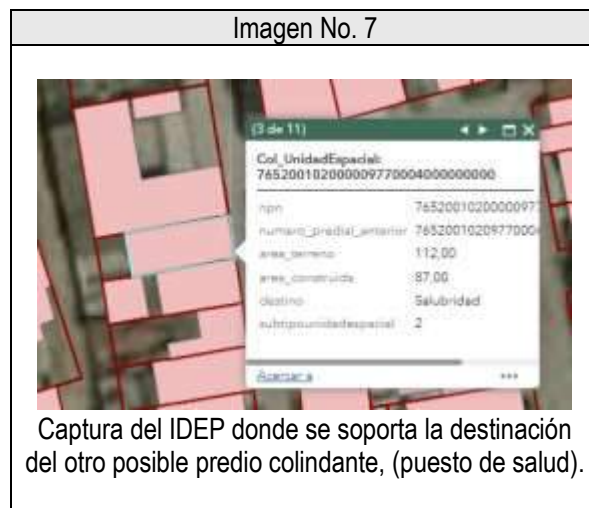 Imagen No. 7
(3 de 11)
Col_UnidadEspacial:
765200102000009770004000000000
npn 7652001020000097
numero_predial_anterior 765200102097700
area_terreno 112,00
area_construida 87,00
destino Salubridad
subtipounidadespacial 2
Acercar a
Captura del IDEP donde se soporta la destinación
del otro posible predio colindante, (puesto de salud).